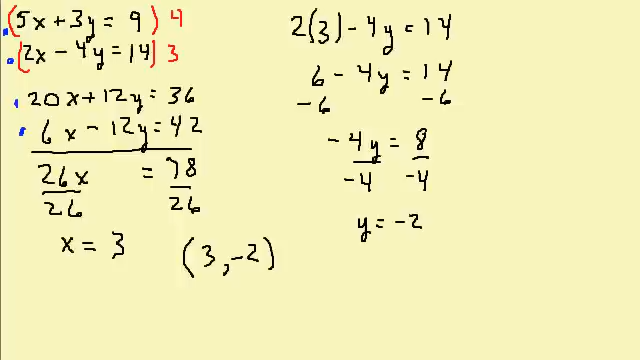 (5x + 3y = 9) 4
(2x - 4y = 14) 3
20x + 12y = 36
6x - 12y = 42
26x = 78
26 26
x = 3
(3, -2)
2(3) - 4y = 14
6 - 4y = 14
-6 -6
-4y = 8
-4 -4
y = -2